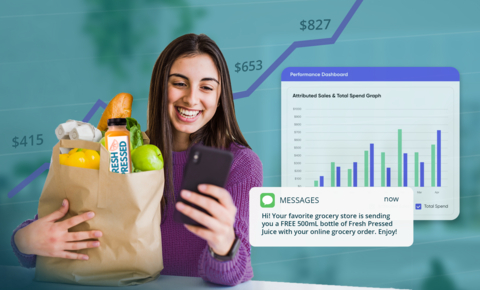 $827
$653
$415
Performance Dashboard
Attributed Sales & Total Spend Graph
FRESH
PRESSED
MESSAGES
now
Hi! Your favorite grocery store is sending
you a FREE 500mL bottle of Fresh Pressed
Juice with your online grocery order. Enjoy!
Total Spend